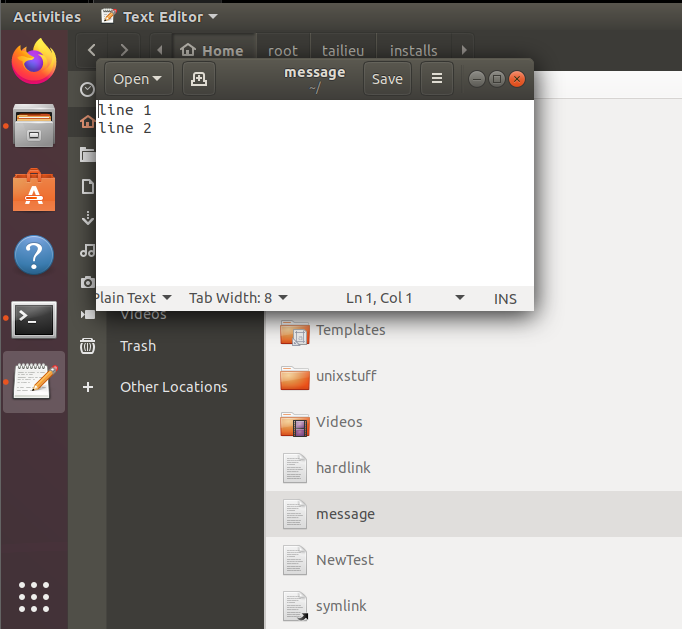 Activities Text Editor
Home root tailieu installs
Open message Save
~/
line 1
line 2
Plain Text Tab Width: 8 Ln 1, Col 1 INS
Videos
Trash
Other Locations
Templates
unixstuff
Videos
hardlink
message
NewTest
symlink